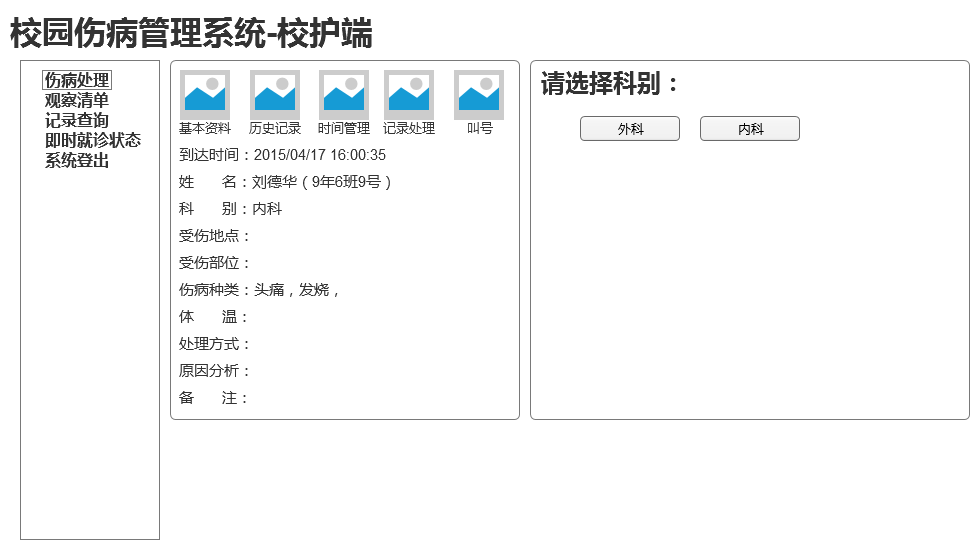 校园伤病管理系统-校护端
伤病处理
观察清单
记录查询
即时就诊状态
系统登出
基本资料 历史记录 时间管理 记录处理 叫号
到达时间：2015/04/17 16:00:35
姓 名：刘德华（9年6班9号）
科 别：内科
受伤地点：
受伤部位：
伤病种类：头痛，发烧，
体 温：
处理方式：
原因分析：
备 注：
请选择科别：
外科 内科